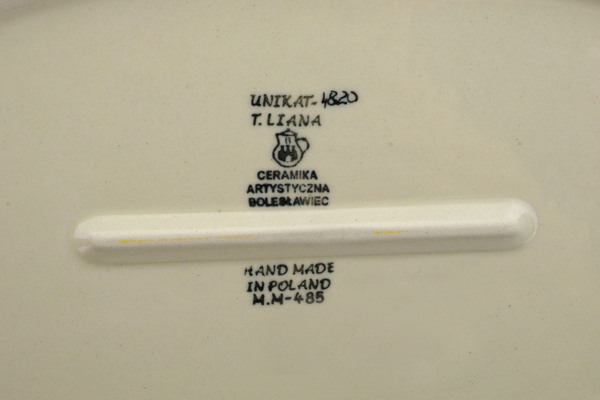 UNIKAT-4820
T. LIANA
CERAMIKA
ARTYSTYCZNA
BOLESŁAWIEC
HAND MADE
IN POLAND
M.M-485